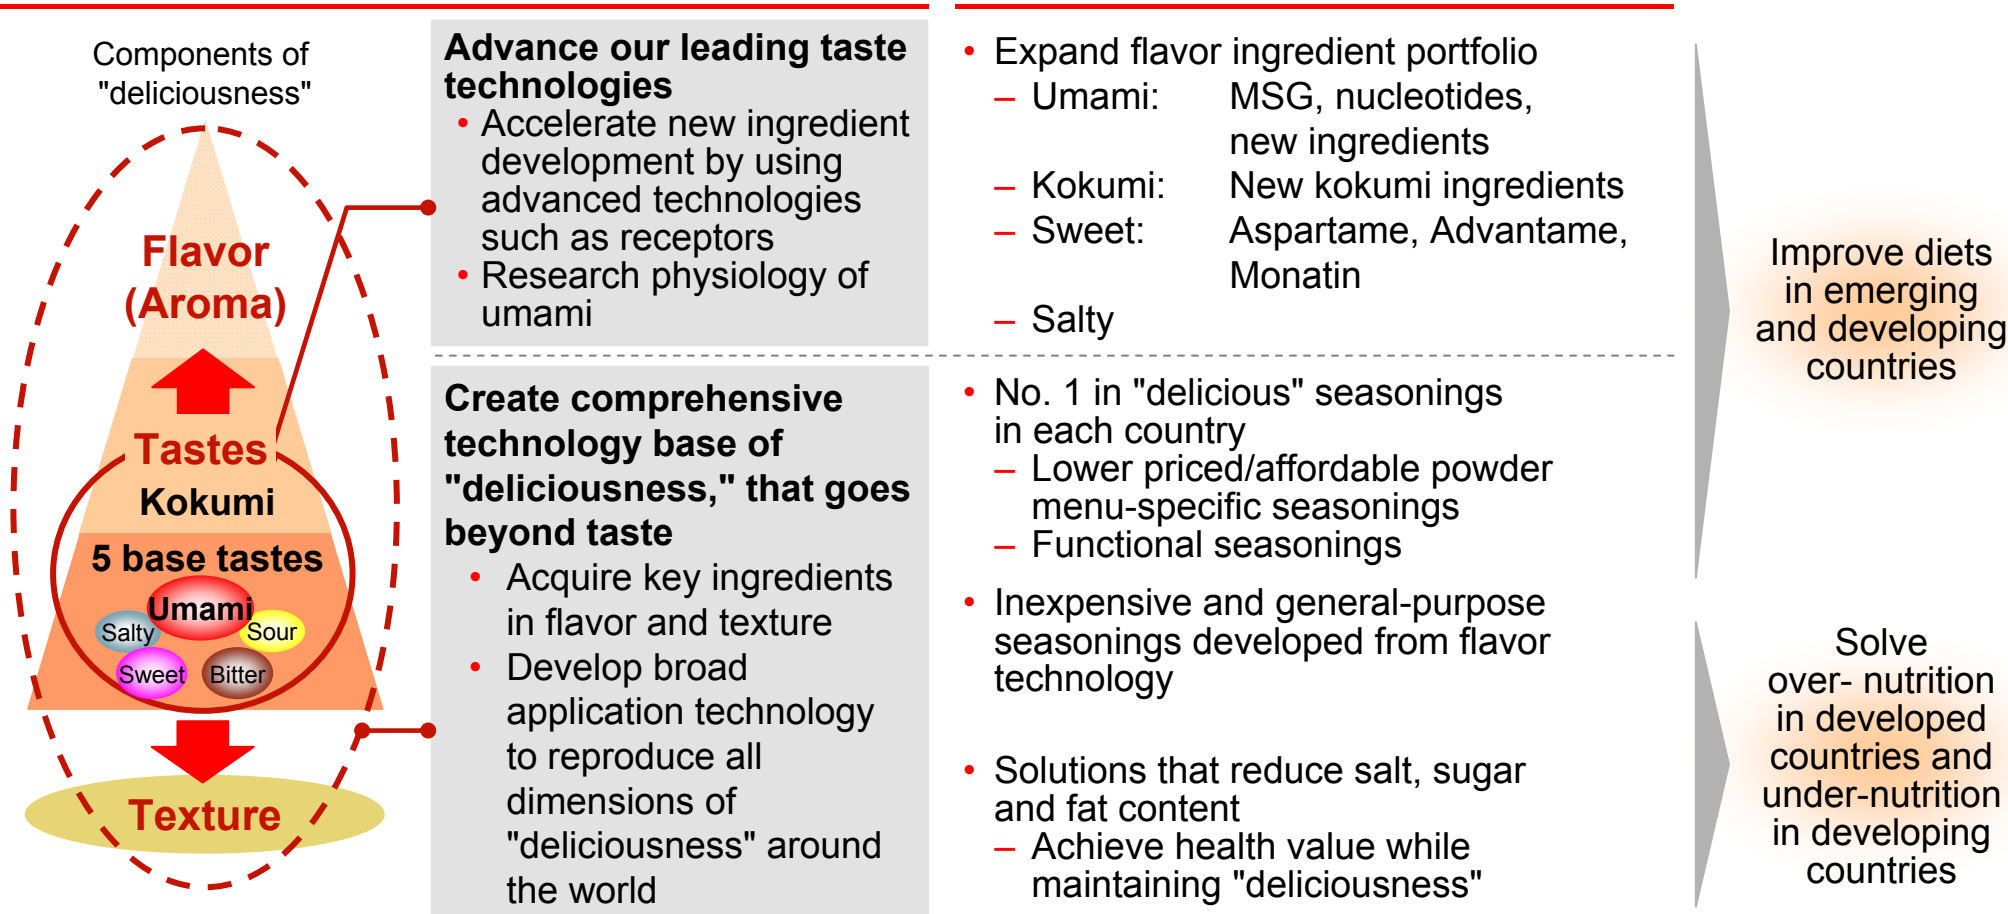 Components of
"deliciousness"
Flavor
(Aroma)
Tastes
Kokumi
5 base tastes
Umami
Salty
Sour
Sweet
Bitter
Texture
Advance our leading taste
technologies
• Accelerate new ingredient
development by using
advanced technologies
such as receptors
• Research physiology of
umami
Create comprehensive
technology base of
"deliciousness," that goes
beyond taste
• Acquire key ingredients
in flavor and texture
• Develop broad
application technology
to reproduce all
dimensions of
"deliciousness" around
the world
• Expand flavor ingredient portfolio
– Umami: MSG, nucleotides,
new ingredients
– Kokumi: New kokumi ingredients
– Sweet: Aspartame, Advantame,
Monatin
– Salty
• No. 1 in "delicious" seasonings
in each country
– Lower priced/affordable powder
menu-specific seasonings
– Functional seasonings
• Inexpensive and general-purpose
seasonings developed from flavor
technology
• Solutions that reduce salt, sugar
and fat content
– Achieve health value while
maintaining "deliciousness"
Improve diets
in emerging
and developing
countries
Solve
over- nutrition
in developed
countries and
under-nutrition
in developing
countries